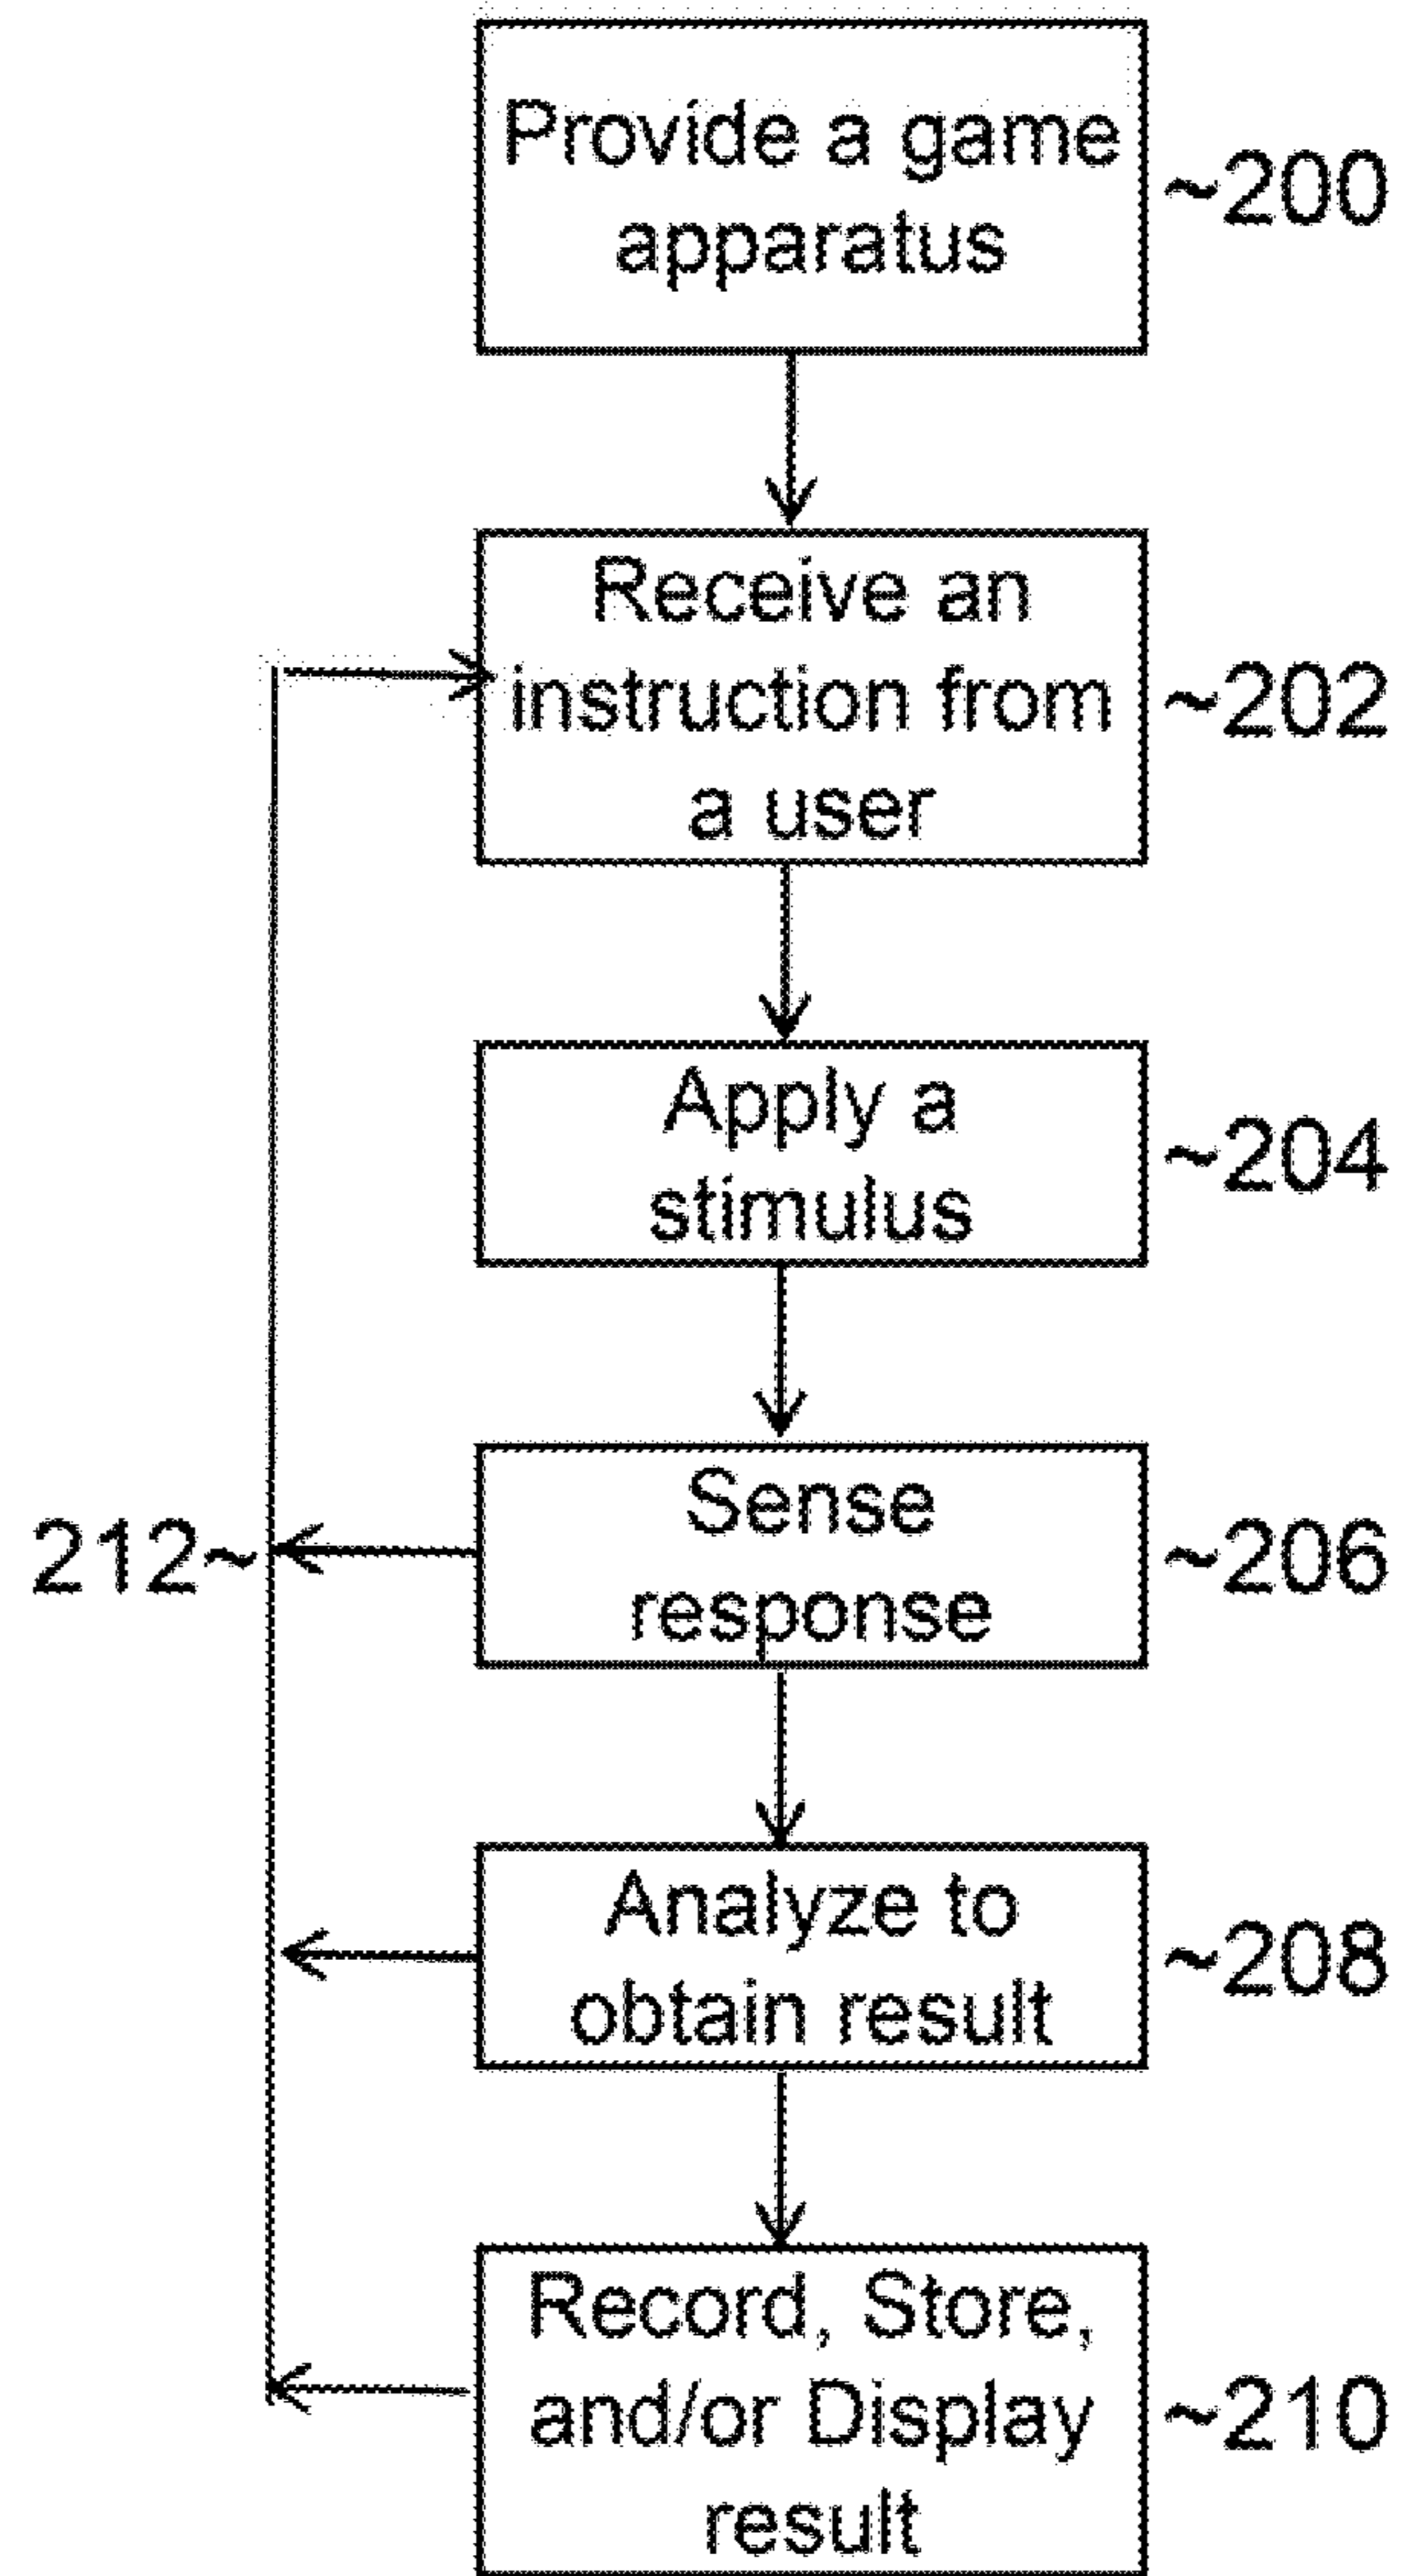 Provide a game
apparatus
~200
Receive an
instruction from
a user
~202
Apply a
stimulus
~204
Sense
response
~206
212~
Analyze to
obtain result
~208
Record, Store,
and/or Display
result
~210